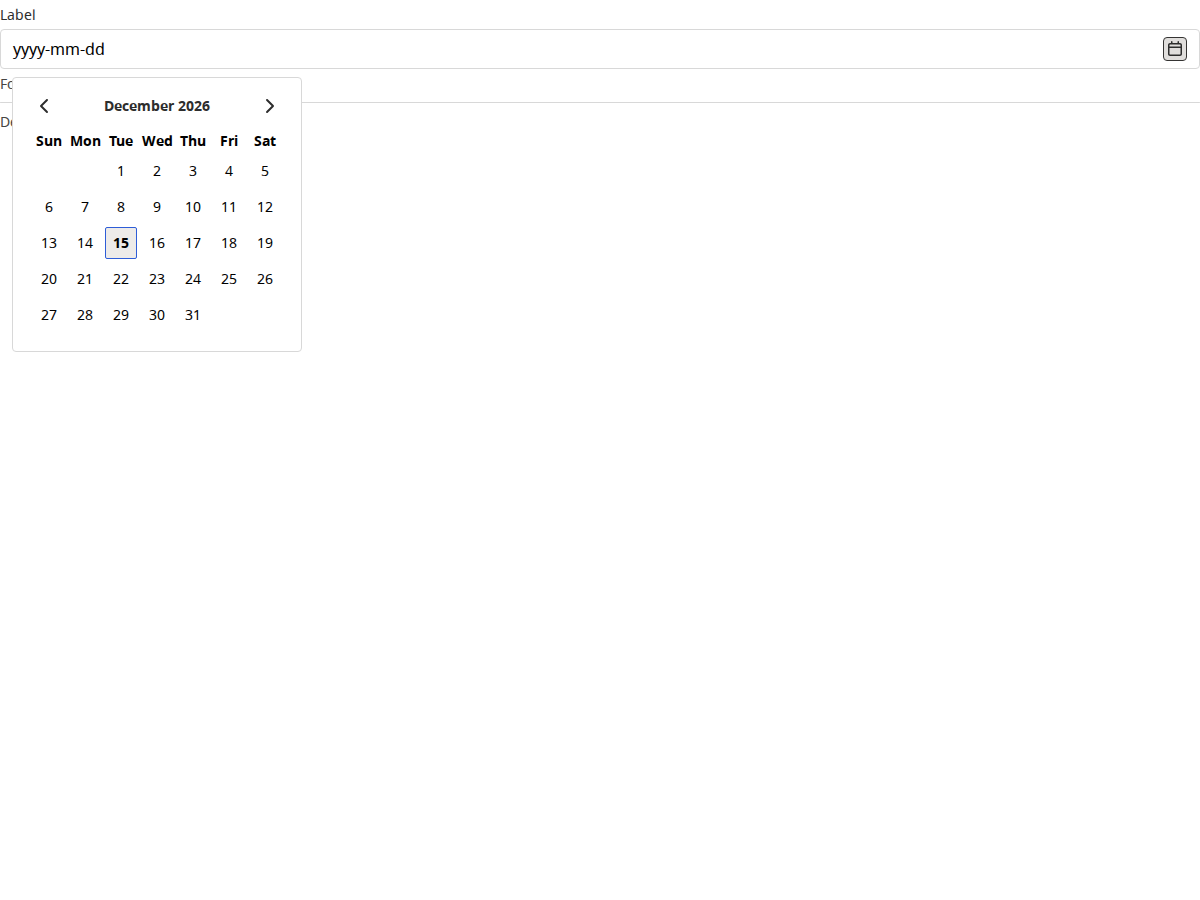 Label
yyyy-mm-dd
Fo
December 2026
Sun Mon Tue Wed Thu Fri Sat
1 2 3 4 5
6 7 8 9 10 11 12
13 14 15 16 17 18 19
20 21 22 23 24 25 26
27 28 29 30 31